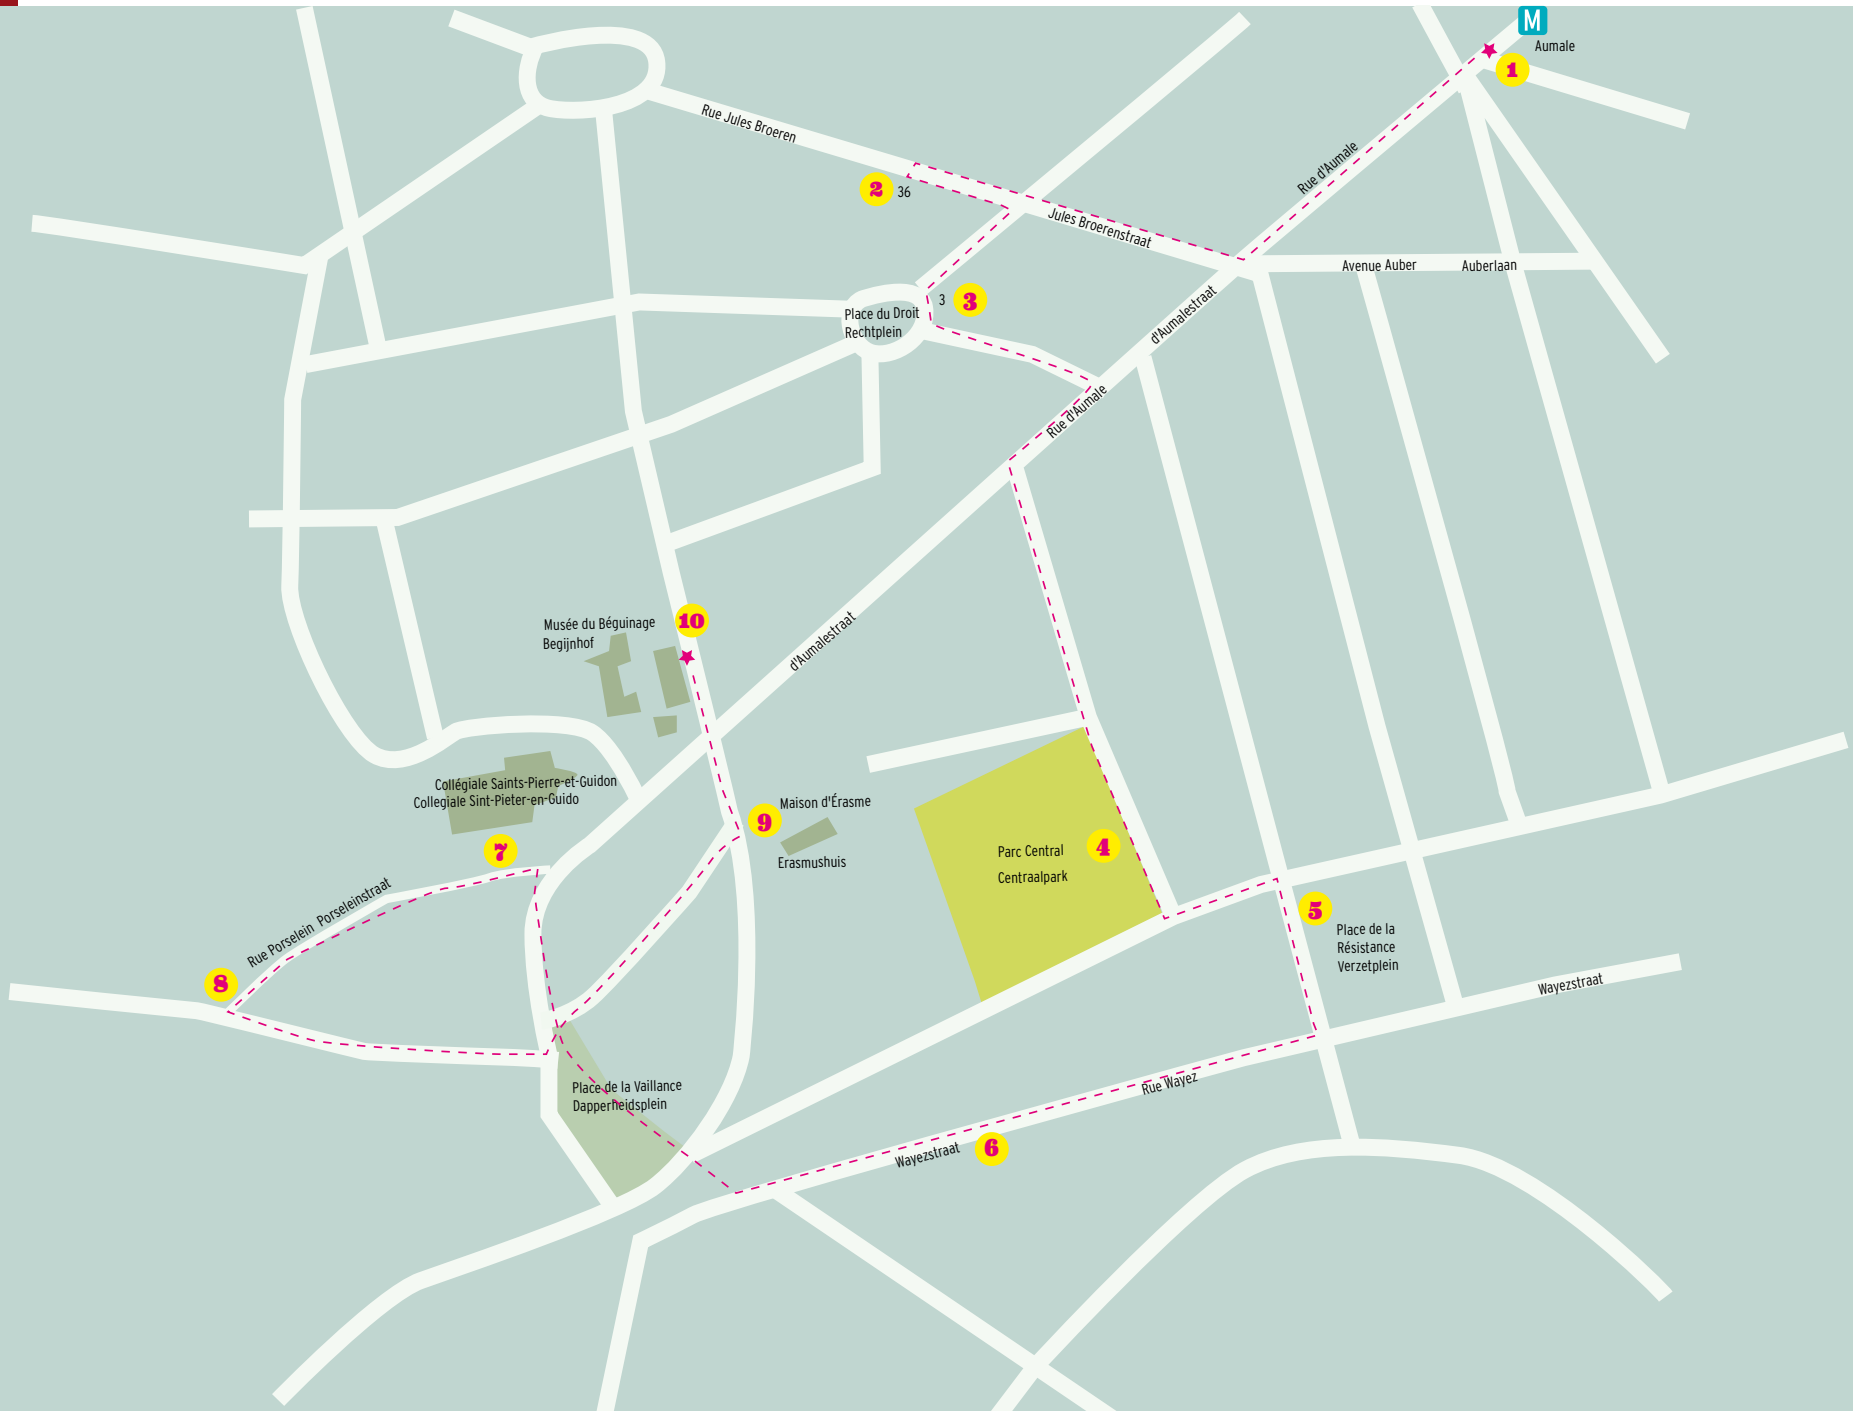 M
Aumale
1
Rue Jules Broeren
Rue d'Aumale
2
36
Jules Broerenstraat
Avenue Auber
Auberlaan
3
3
Place du Droit
Rechtplein
d'Aumalestraat
Rue d'Aumale
Musée du Béguinage
Begijnhof
10
d'Aumalestraat
Collégiale Saints-Pierre-et-Guidon
Collegiale Sint-Pieter-en-Guido
7
9
Maison d'Érasme
Erasmushuis
Parc Central
Centraalpark
4
Rue Porselein Porseleinstraat
8
5
Place de la
Résistance
Verzetplein
Wayezstraat
Place de la Vaillance
Dapperheidsplein
Rue Wayez
Wayezstraat
6